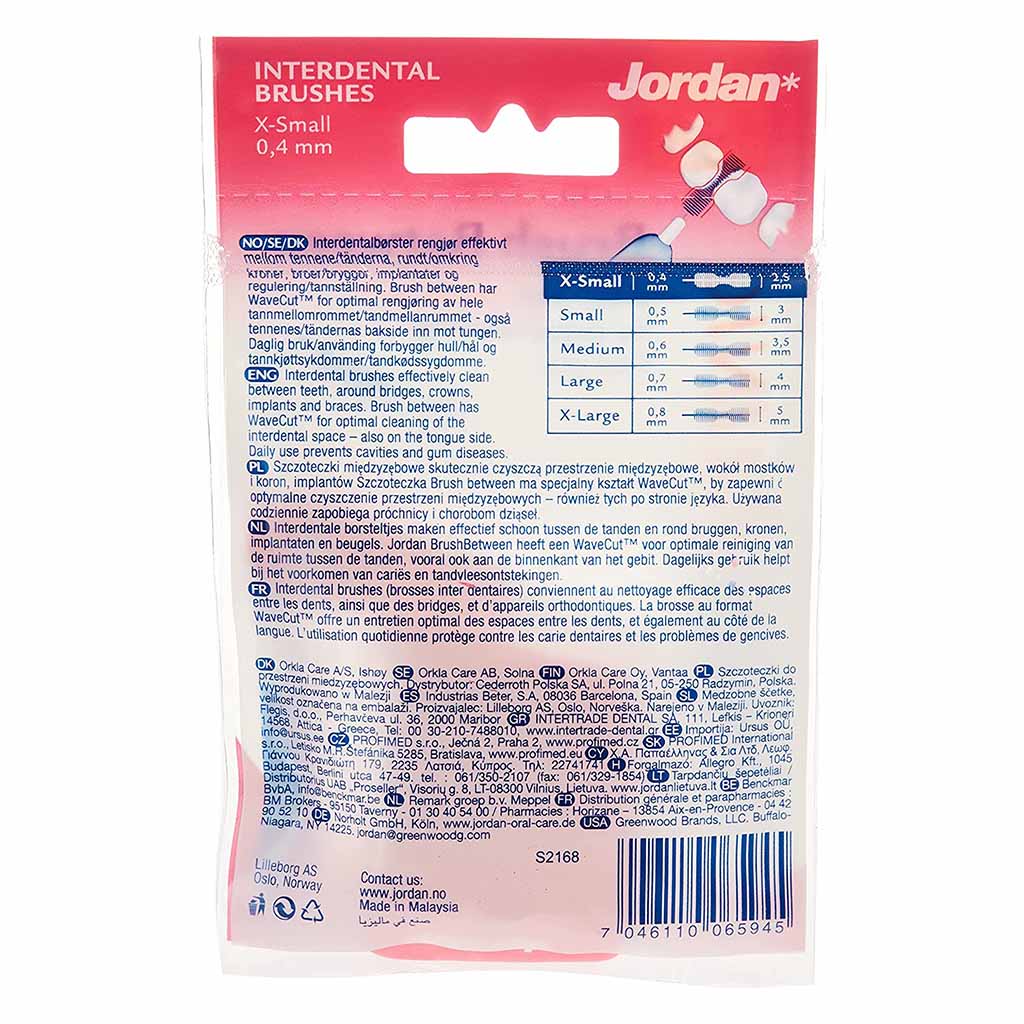 INTERDENTAL
BRUSHES
X-Small
0,4 mm
Jordan*
NO/SE/DK Interdentalbørster rengjør effektivt
mellom tennene/tänderna, rundt/omkring
kroner, broer/bryggor, implantater og
regulering/tannställning. Brush between har
WaveCut™ for optimal rengjøring av hele
tannmellomrommet/tandmellanrummet - også
tennenes/tändernas bakside inn mot tungen.
Daglig bruk/använding forbygger hull/hål og
tannkjøttsykdommer/tandkødssygdomme.
ENG Interdental brushes effectively clean
between teeth, around bridges, crowns,
implants and braces. Brush between has
WaveCut™ for optimal cleaning of the
interdental space – also on the tongue side.
Daily use prevents cavities and gum diseases.
X-Small 0,4 mm 2,5 mm
Small 0,5 mm 3 mm
Medium 0,6 mm 3,5 mm
Large 0,7 mm 4 mm
X-Large 0,8 mm 5 mm
PL Szczoteczki międzyzębowe skutecznie czyszczą przestrzenie międzyzębowe, wokół mostków
i koron, implantów Szczoteczka Brush between ma specjalny kształt WaveCut™, by zapewni ć
optymalne czyszczenie przestrzeni międzyzębowych – również tych po stronie języka. Używana
codziennie zapobiega próchnicy i chorobom dziąseł.
NL Interdentale borsteltjes maken effectief schoon tussen de tanden en rond bruggen, kronen,
implantaten en beugels. Jordan BrushBetween heeft een WaveCut™ voor optimale reiniging van
de ruimte tussen de tanden, vooral ook aan de binnenkant van het gebit. Dagelijks gebruik helpt
bij het voorkomen van cariës en tandvleesontstekingen.
FR Interdental brushes (brosses inter dentaires) conviennent au nettoyage efficace des espaces
entre les dents, ainsi que des bridges, et d'appareils orthodontiques. La brosse au format
WaveCut™ offre un entretien optimal des espaces entre les dents, et également au côté de la
langue. L'utilisation quotidienne protège contre les carie dentaires et les problèmes de gencives.
DK Orkla Care A/S, Ishøy SE Orkla Care AB, Solna FIN Orkla Care Oy, Vantaa PL Szczoteczki do
przestrzeni miedzyzębowych. Dystrybutor: Cederroth Polska SA, ul. Polna 21, 05-250 Radzymin, Polska.
Wyprodukowano w Malezji ES Industrias Beter, S.A. 08036 Barcelona, Spain SL Medzobne ščetke,
velikost označena na embalaži. Proizvajalec: Lilleborg AS, Oslo, Norveška. Narejeno v Maleziji. Uvoznik:
Flegis, d.o.o., Perhavčeva ul. 36, 2000 Maribor GR INTERTRADE DENTAL SA, 111, Lefkis – Krioneri
14568, Attica - Greece, Tel: 00 30-210-7488010, www.intertrade-dental.gr EE Importija: Ursus OÜ,
info@ursus.ee CZ PROFIMED s.r.o., Ječná 2, Praha 2, www.profimed.cz SK PROFIMED International
s.r.o., Letisko M.R.Štefánika 5285, Bratislava, www.profimed.eu CY Χ.Α. Παπαέλληνας & Σια Λτδ, Λεωφ.
Γιάννου Κρανιδιώτη 179, 2235 Λατσιά, Κύπρος. Τηλ: 22741741 H Forgalmazó: Allegro Kft., 1045
Budapest, Berlini utca 47-49. tel. : 061/350-2107 (fax: 061/329-1854) LT Tarpdančių šepetėliai /
Distributorius UAB "Proseller", Visorių g. 8, LT-08300 Vilnius, Lietuva. www.jordanlietuva.lt BE Benckmar
BvbA, info@benckmar.be NL Remark groep b.v. Meppel FR Distribution générale et parapharmacies :
BM Brokers - 95150 Taverny - 01 30 40 54 00 / Pharmacies : Horizane – 13854 Aix-en-Provence - 04 42
90 52 10 DE Norholt GmbH, Köln, www.jordan-oral-care.de USA Greenwood Brands, LLC. Buffalo-
Niagara, NY 14225. jordan@greenwoodg.com
S2168
Lilleborg AS
Oslo, Norway
Contact us:
www.jordan.no
Made in Malaysia
صنع في ماليزيا
7 046110 065945